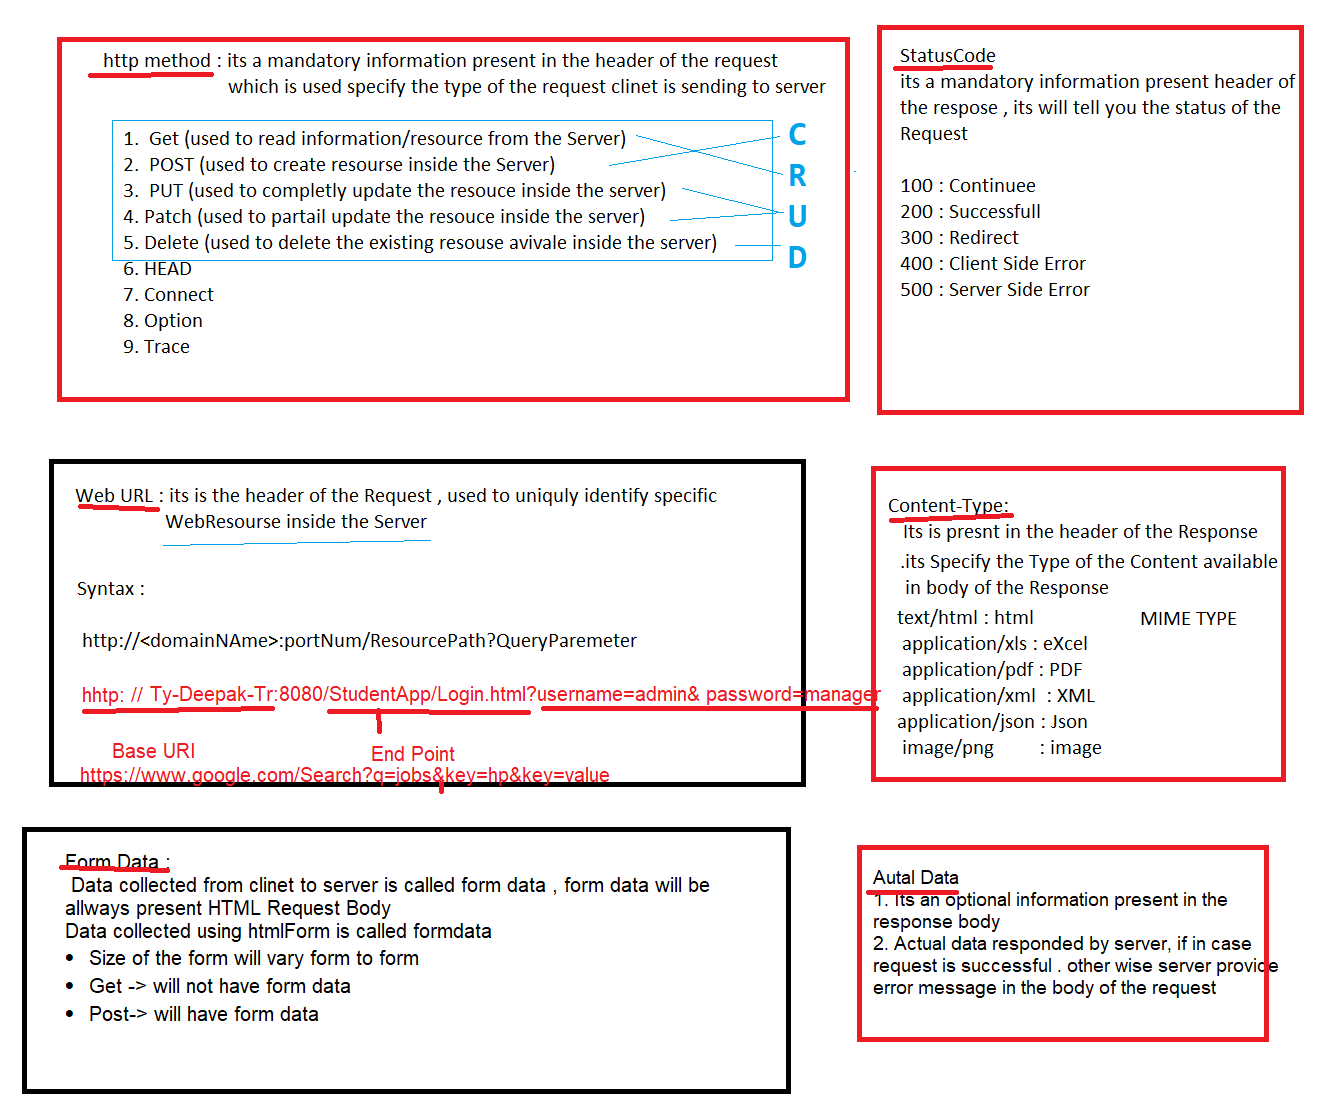 http method : its a mandatory information present in the header of the request
which is used specify the type of the request clinet is sending to server
1. Get (used to read information/resource from the Server)
2. POST (used to create resourse inside the Server)
3. PUT (used to completly update the resouce inside the server)
4. Patch (used to partail update the resouce inside the server)
5. Delete (used to delete the existing resouse avivale inside the server)
6. HEAD
7. Connect
8. Option
9. Trace
C
R
U
D
StatusCode
its a mandatory information present header of
the respose , its will tell you the status of the
Request
100 : Continuee
200 : Successfull
300 : Redirect
400 : Client Side Error
500 : Server Side Error
Web URL : its is the header of the Request , used to uniquly identify specific
WebResourse inside the Server
Syntax :
http://<domainNAme>:portNum/ResourcePath?QueryParemeter
hhtp: // Ty-Deepak-Tr:8080/StudentApp/Login.html?username=admin& password=manager
Base URI
End Point
https://www.google.com/Search?q=jobs&key=hp&key=value
Content-Type:
Its is presnt in the header of the Response
.its Specify the Type of the Content available
in body of the Response
text/html : html
MIME TYPE
application/xls : eXcel
application/pdf : PDF
application/xml : XML
application/json : Json
image/png : image
Form Data :
Data collected from clinet to server is called form data , form data will be
allways present HTML Request Body
Data collected using htmlForm is called formdata
• Size of the form will vary form to form
• Get -> will not have form data
• Post-> will have form data
Autal Data
1. Its an optional information present in the
response body
2. Actual data responded by server, if in case
request is successful . other wise server provide
error message in the body of the request